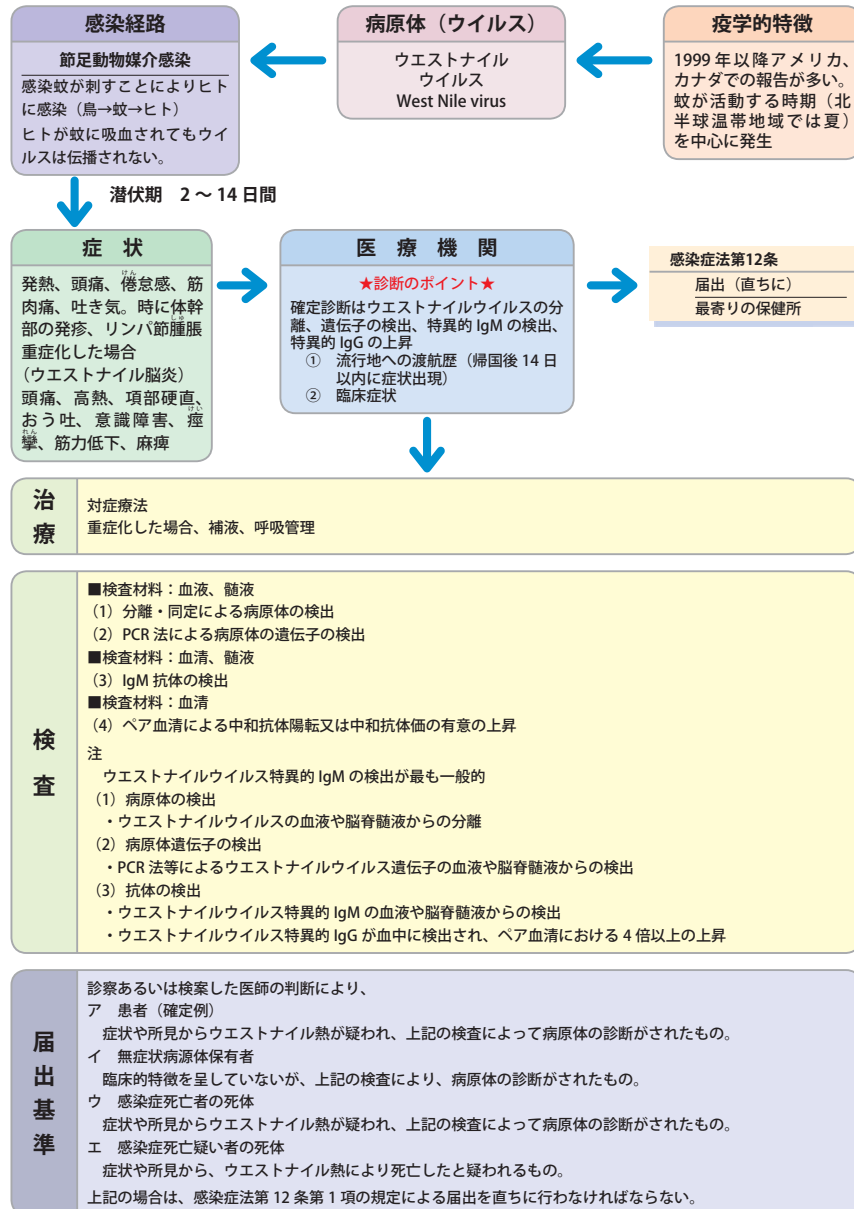 感染経路
節足動物媒介感染
感染蚊が刺すことによりヒト
に感染（鳥→蚊→ヒト）
ヒトが蚊に吸血されてもウイ
ルスは伝播されない。
病原体（ウイルス）
ウエストナイル
ウイルス
West Nile virus
疫学的特徴
1999 年以降アメリカ、
カナダでの報告が多い。
蚊が活動する時期（北
半球温帯地域では夏）
を中心に発生
潜伏期　2 〜 14 日間
症　状
発熱、頭痛、倦怠感、筋
肉痛、吐き気。時に体幹
部の発疹、リンパ節腫脹
重症化した場合
（ウエストナイル脳炎）
頭痛、高熱、項部硬直、
おう吐、意識障害、痙
攣、筋力低下、麻痺
けん
しゅ
けい
れん
医　療　機　関
★診断のポイント★
確定診断はウエストナイルウイルスの分
離、遺伝子の検出、特異的 IgM の検出、
特異的 IgG の上昇
①　流行地への渡航歴（帰国後 14 日
以内に症状出現）
②　臨床症状
感染症法第12条
届出（直ちに）
最寄りの保健所
治
療
対症療法
重症化した場合、補液、呼吸管理
検
査
■検査材料：血液、髄液
（1）分離・同定による病原体の検出
（2）PCR 法による病原体の遺伝子の検出
■検査材料：血清、髄液
（3）IgM 抗体の検出
■検査材料：血清
（4）ペア血清による中和抗体陽転又は中和抗体価の有意の上昇
注
ウエストナイルウイルス特異的 IgM の検出が最も一般的
（1）病原体の検出
・ウエストナイルウイルスの血液や脳脊髄液からの分離
（2）病原体遺伝子の検出
・PCR 法等によるウエストナイルウイルス遺伝子の血液や脳脊髄液からの検出
（3）抗体の検出
・ウエストナイルウイルス特異的 IgM の血液や脳脊髄液からの検出
・ウエストナイルウイルス特異的 IgG が血中に検出され、ペア血清における 4 倍以上の上昇
届
出
基
準
診察あるいは検案した医師の判断により、
ア　患者（確定例）
症状や所見からウエストナイル熱が疑われ、上記の検査によって病原体の診断がされたもの。
イ　無症状病源体保有者
臨床的特徴を呈していないが、上記の検査により、病原体の診断がされたもの。
ウ　感染症死亡者の死体
症状や所見からウエストナイル熱が疑われ、上記の検査によって病原体の診断がされたもの。
エ　感染症死亡疑い者の死体
症状や所見から、ウエストナイル熱により死亡したと疑われるもの。
上記の場合は、感染症法第 12 条第 1 項の規定による届出を直ちに行わなければならない。